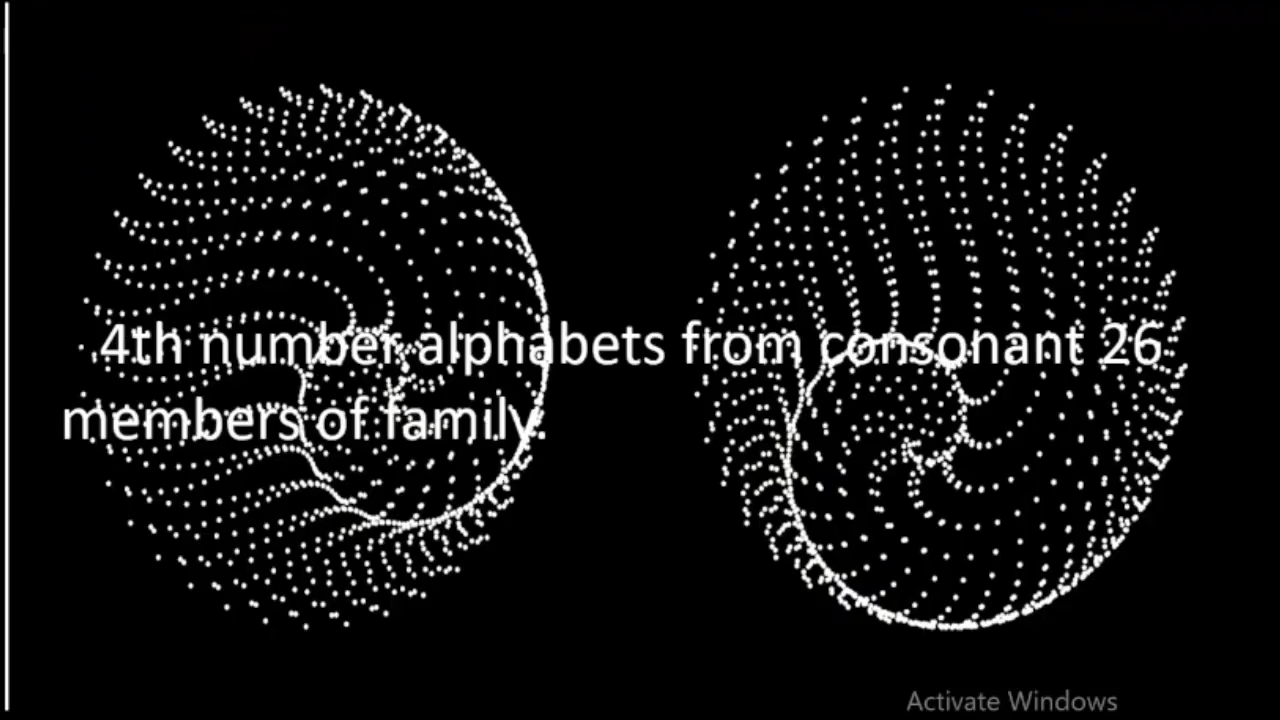 4th number alphabets from consonant 26
members of family.
Activate Windows